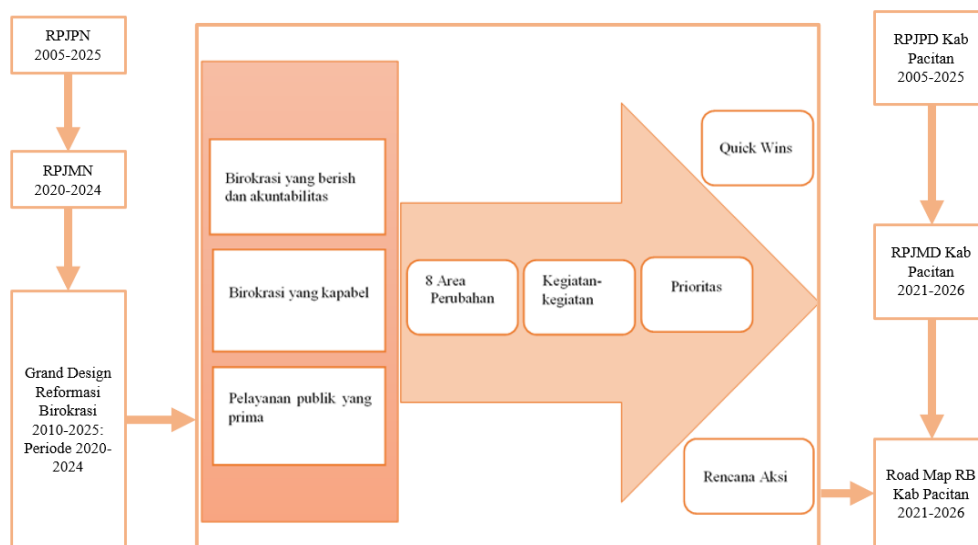 RPJPN
2005-2025
RPJMN
2020-2024
Grand Design
Reformasi
Birokrasi
2010-2025:
Periode 2020-
2024
Birokrasi yang berish
dan akuntabilitas
Birokrasi yang kapabel
Pelayanan publik yang
prima
8 Area
Perubahan
Kegiatan-
kegiatan
Prioritas
Quick Wins
Rencana Aksi
RPJPD Kab
Pacitan
2005-2025
RPJMD Kab
Pacitan
2021-2026
Road Map RB
Kab Pacitan
2021-2026